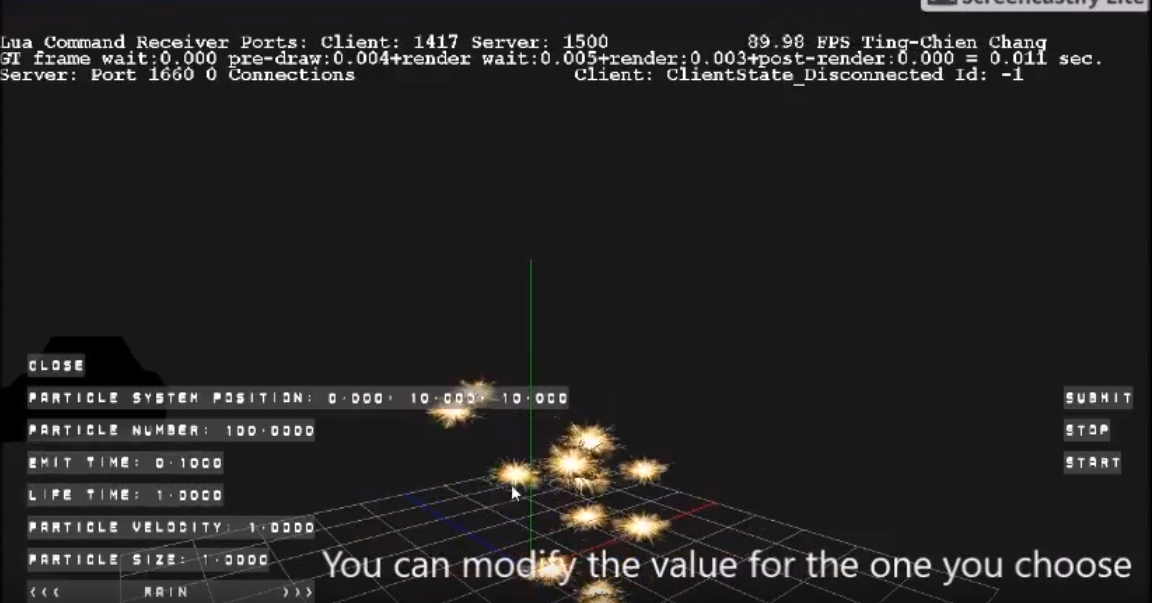 Screencastify Lite
Lua Command Receiver Ports: Client: 1417 Server: 1500 89.98 FPS Ting-Chien Chang
GT frame wait:0.000 pre-draw:0.004+render wait:0.005+render:0.003+post-render:0.000 = 0.011 sec.
Server: Port 1660 0 Connections Client: ClientState_Disconnected Id: -1
CLOSE
PARTICLE SYSTEM POSITION: 0.000, 10.000, 10.000 SUBMIT
PARTICLE NUMBER: 100.0000 STOP
EMIT TIME: 0.1000 START
LIFE TIME: 1.0000
PARTICLE VELOCITY: 1.0000
PARTICLE SIZE: 1.0000
<<< RAIN >>>
You can modify the value for the one you choose